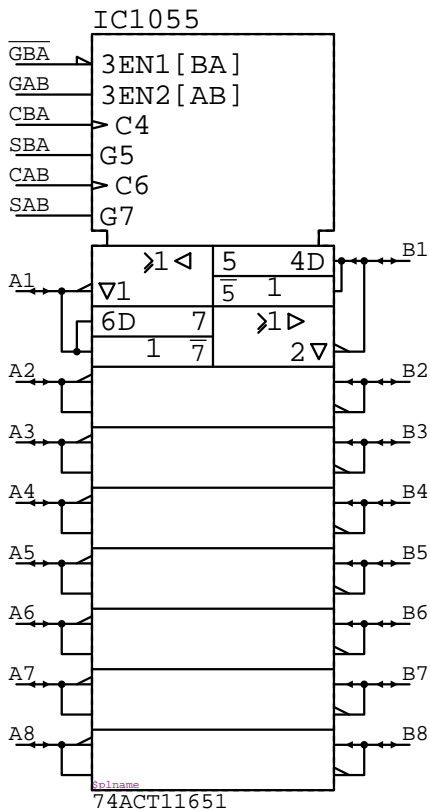 IC1055
GBA 3EN1[BA]
GAB 3EN2[AB]
CBA C4
SBA G5
CAB C6
SAB G7
≥1 5 4D B1
A1 ▽1 5 1
6D 7 ≥1
1 7 2▽
A2 B2
A3 B3
A4 B4
A5 B5
A6 B6
A7 B7
A8 B8
$plname
74ACT11651